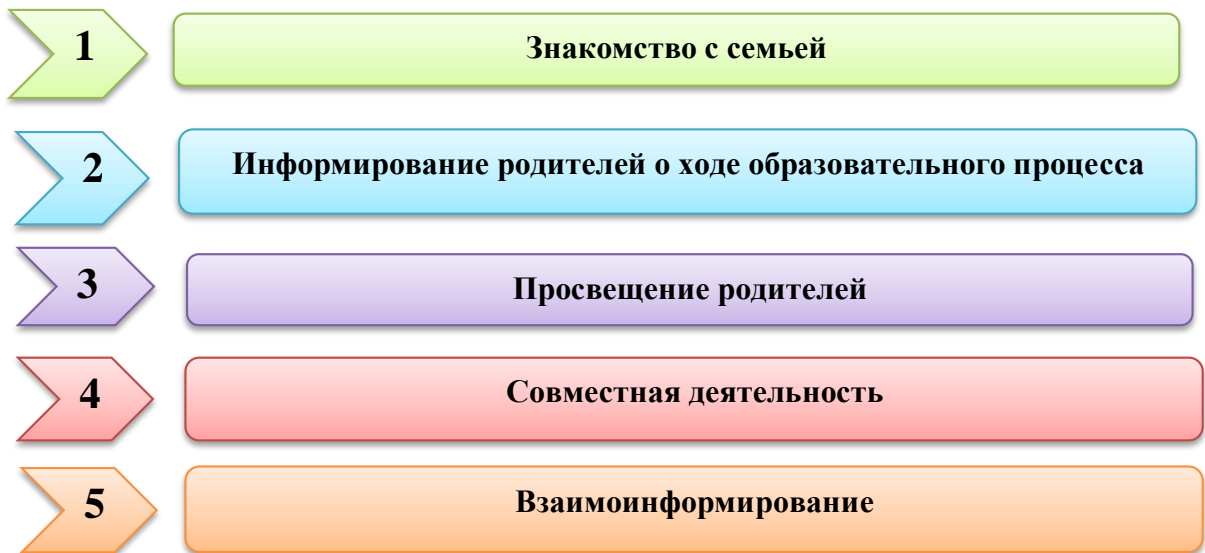 1
Знакомство с семьей
2
Информирование родителей о ходе образовательного процесса
3
Просвещение родителей
4
Совместная деятельность
5
Взаимоинформирование